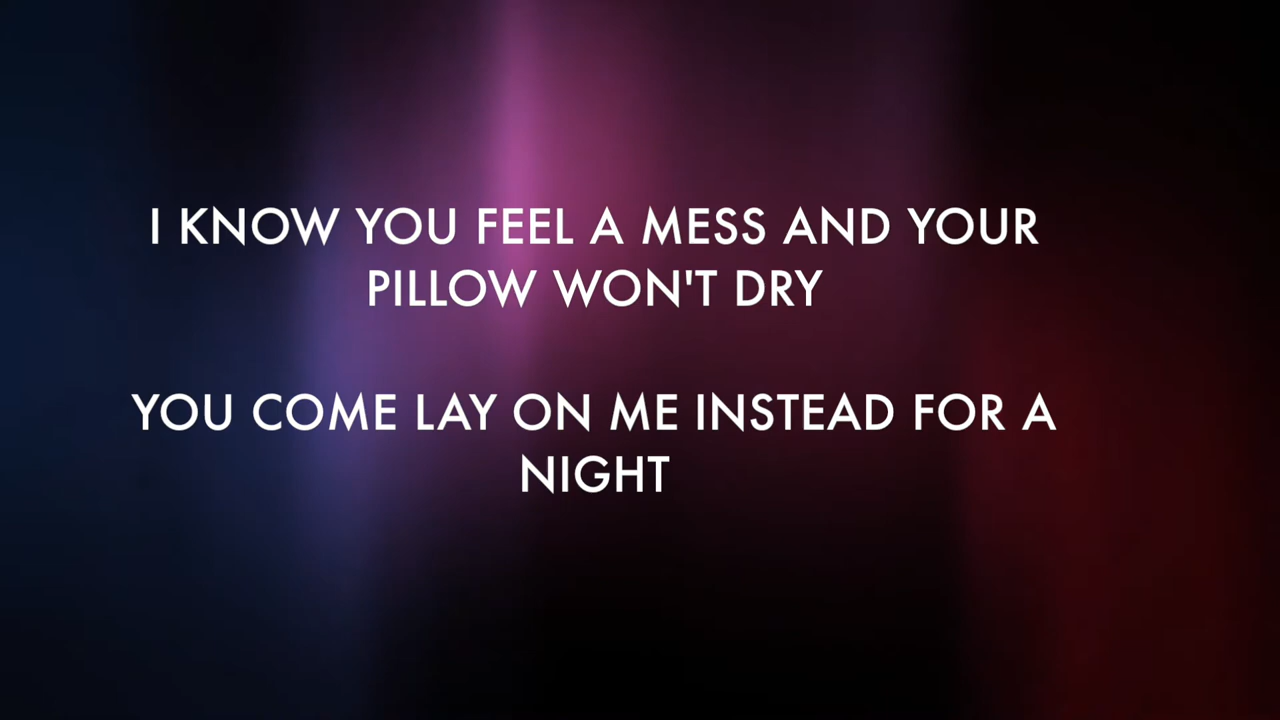 I KNOW YOU FEEL A MESS AND YOUR
PILLOW WON'T DRY
YOU COME LAY ON ME INSTEAD FOR A
NIGHT